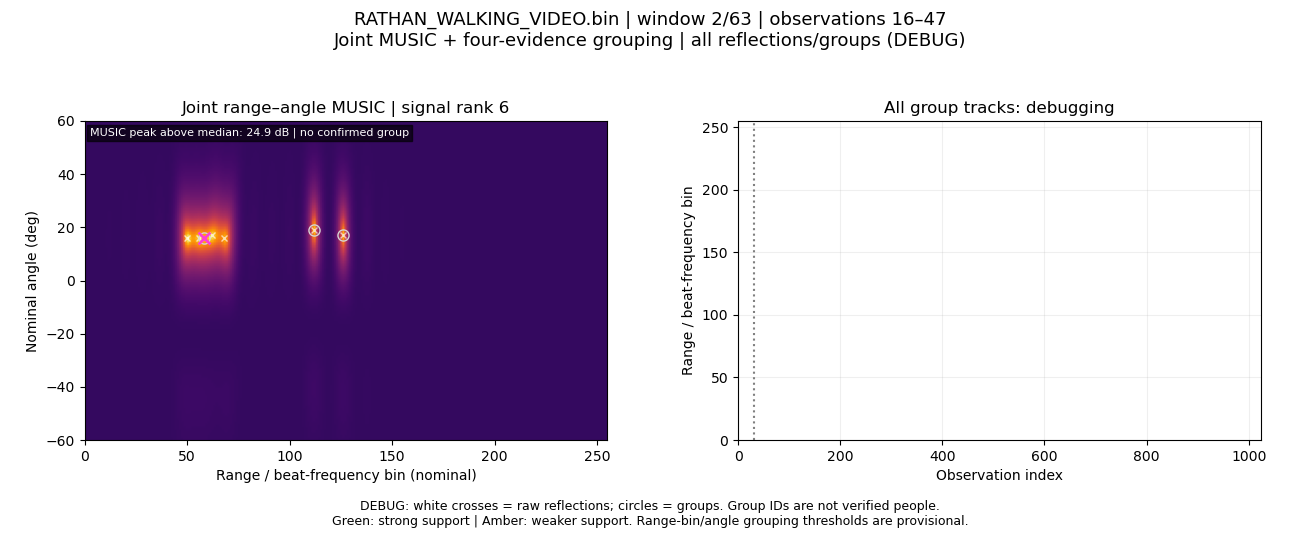 RATHAN_WALKING_VIDEO.bin | window 2/63 | observations 16–47
Joint MUSIC + four-evidence grouping | all reflections/groups (DEBUG)
Joint range–angle MUSIC | signal rank 6
MUSIC peak above median: 24.9 dB | no confirmed group
60
40
20
0
−20
−40
−60
Nominal angle (deg)
0
50
100
150
200
250
Range / beat-frequency bin (nominal)
All group tracks: debugging
250
200
150
100
50
0
Range / beat-frequency bin
0
200
400
600
800
1000
Observation index
DEBUG: white crosses = raw reflections; circles = groups. Group IDs are not verified people.
Green: strong support | Amber: weaker support. Range-bin/angle grouping thresholds are provisional.